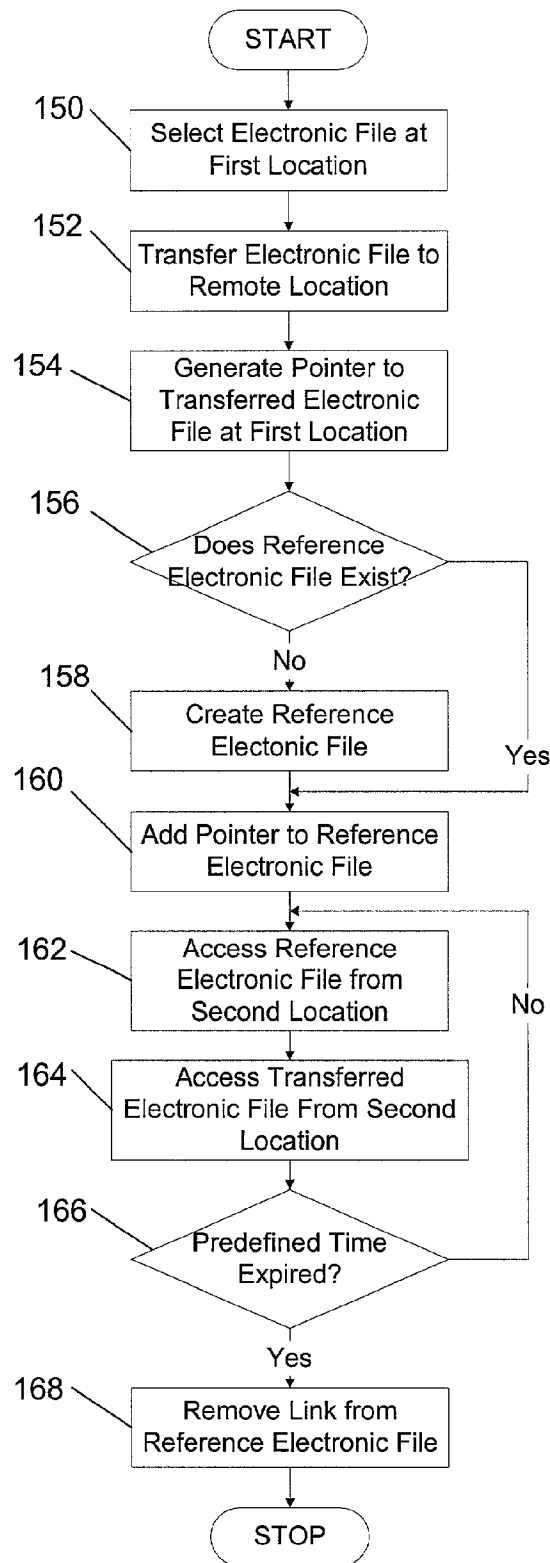 START
150
Select Electronic File at
First Location
152
Transfer Electronic File to
Remote Location
154
Generate Pointer to
Transferred Electronic
File at First Location
156
Does Reference
Electronic File Exist?
No
Yes
158
Create Reference
Electonic File
160
Add Pointer to Reference
Electronic File
162
Access Reference
Electronic File from
Second Location
No
164
Access Transferred
Electronic File From Second
Location
166
Predefined Time
Expired?
Yes
168
Remove Link from
Reference Electronic File
STOP